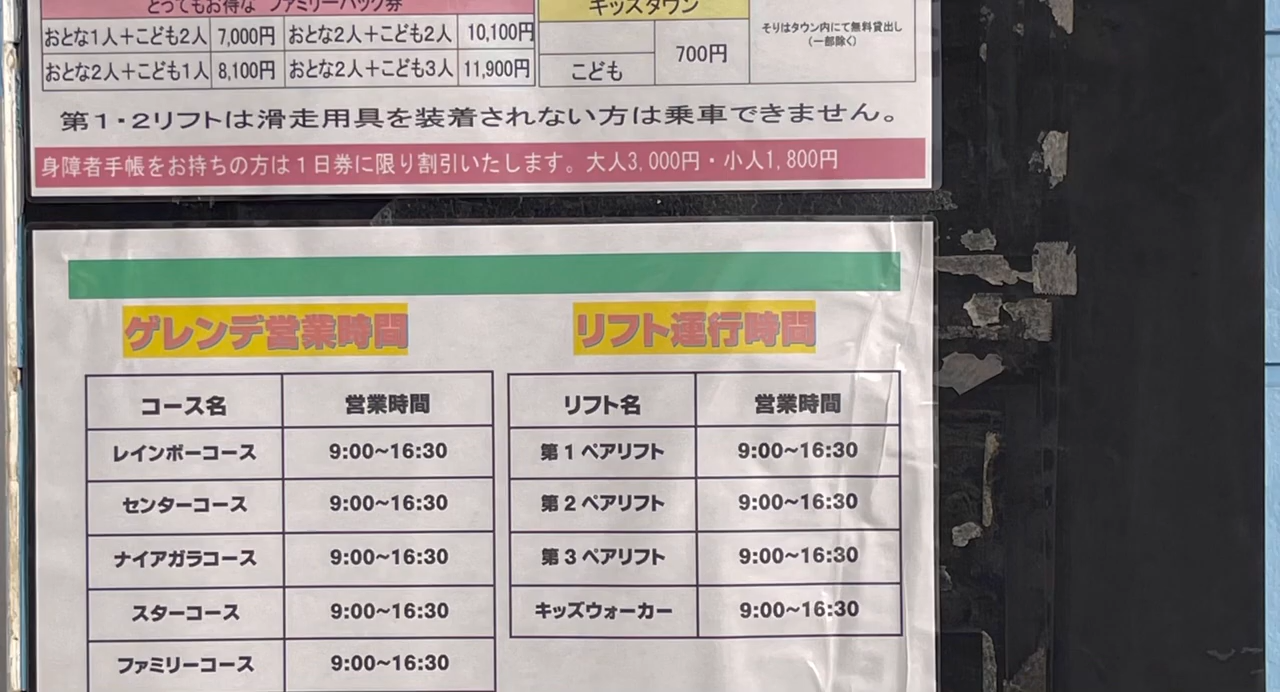 とってもお得な ファミリーパック券
キッズタウン
おとな1人＋こども2人 7,000円 おとな2人＋こども2人 10,100円
そりはタウン内にて無料貸出し
（一部除く）
700円
おとな2人＋こども1人 8,100円 おとな2人＋こども3人 11,900円
こども
第1・2リフトは滑走用具を装着されない方は乗車できません。
身障者手帳をお持ちの方は１日券に限り割引いたします。大人3,000円・小人1,800円
ゲレンデ営業時間
コース名 営業時間
レインボーコース 9:00~16:30
センターコース 9:00~16:30
ナイアガラコース 9:00~16:30
スターコース 9:00~16:30
ファミリーコース 9:00~16:30
リフト運行時間
リフト名 営業時間
第1ペアリフト 9:00~16:30
第2ペアリフト 9:00~16:30
第3ペアリフト 9:00~16:30
キッズウォーカー 9:00~16:30